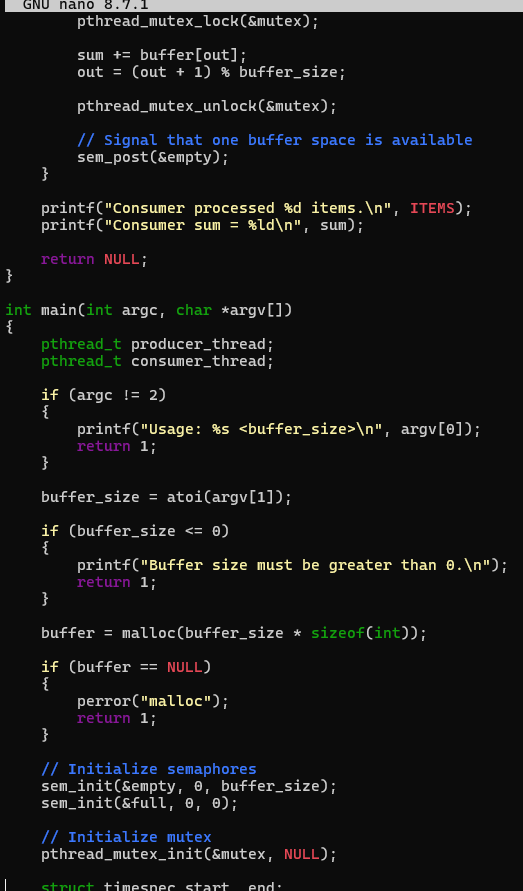 GNU nano 8.7.1
        pthread_mutex_lock(&mutex);

        sum += buffer[out];
        out = (out + 1) % buffer_size;

        pthread_mutex_unlock(&mutex);

        // Signal that one buffer space is available
        sem_post(&empty);
    }

    printf("Consumer processed %d items.\n", ITEMS);
    printf("Consumer sum = %ld\n", sum);

    return NULL;
}

int main(int argc, char *argv[])
{
    pthread_t producer_thread;
    pthread_t consumer_thread;

    if (argc != 2)
    {
        printf("Usage: %s <buffer_size>\n", argv[0]);
        return 1;
    }

    buffer_size = atoi(argv[1]);

    if (buffer_size <= 0)
    {
        printf("Buffer size must be greater than 0.\n");
        return 1;
    }

    buffer = malloc(buffer_size * sizeof(int));

    if (buffer == NULL)
    {
        perror("malloc");
        return 1;
    }

    // Initialize semaphores
    sem_init(&empty, 0, buffer_size);
    sem_init(&full, 0, 0);

    // Initialize mutex
    pthread_mutex_init(&mutex, NULL);

    struct timespec start, end;